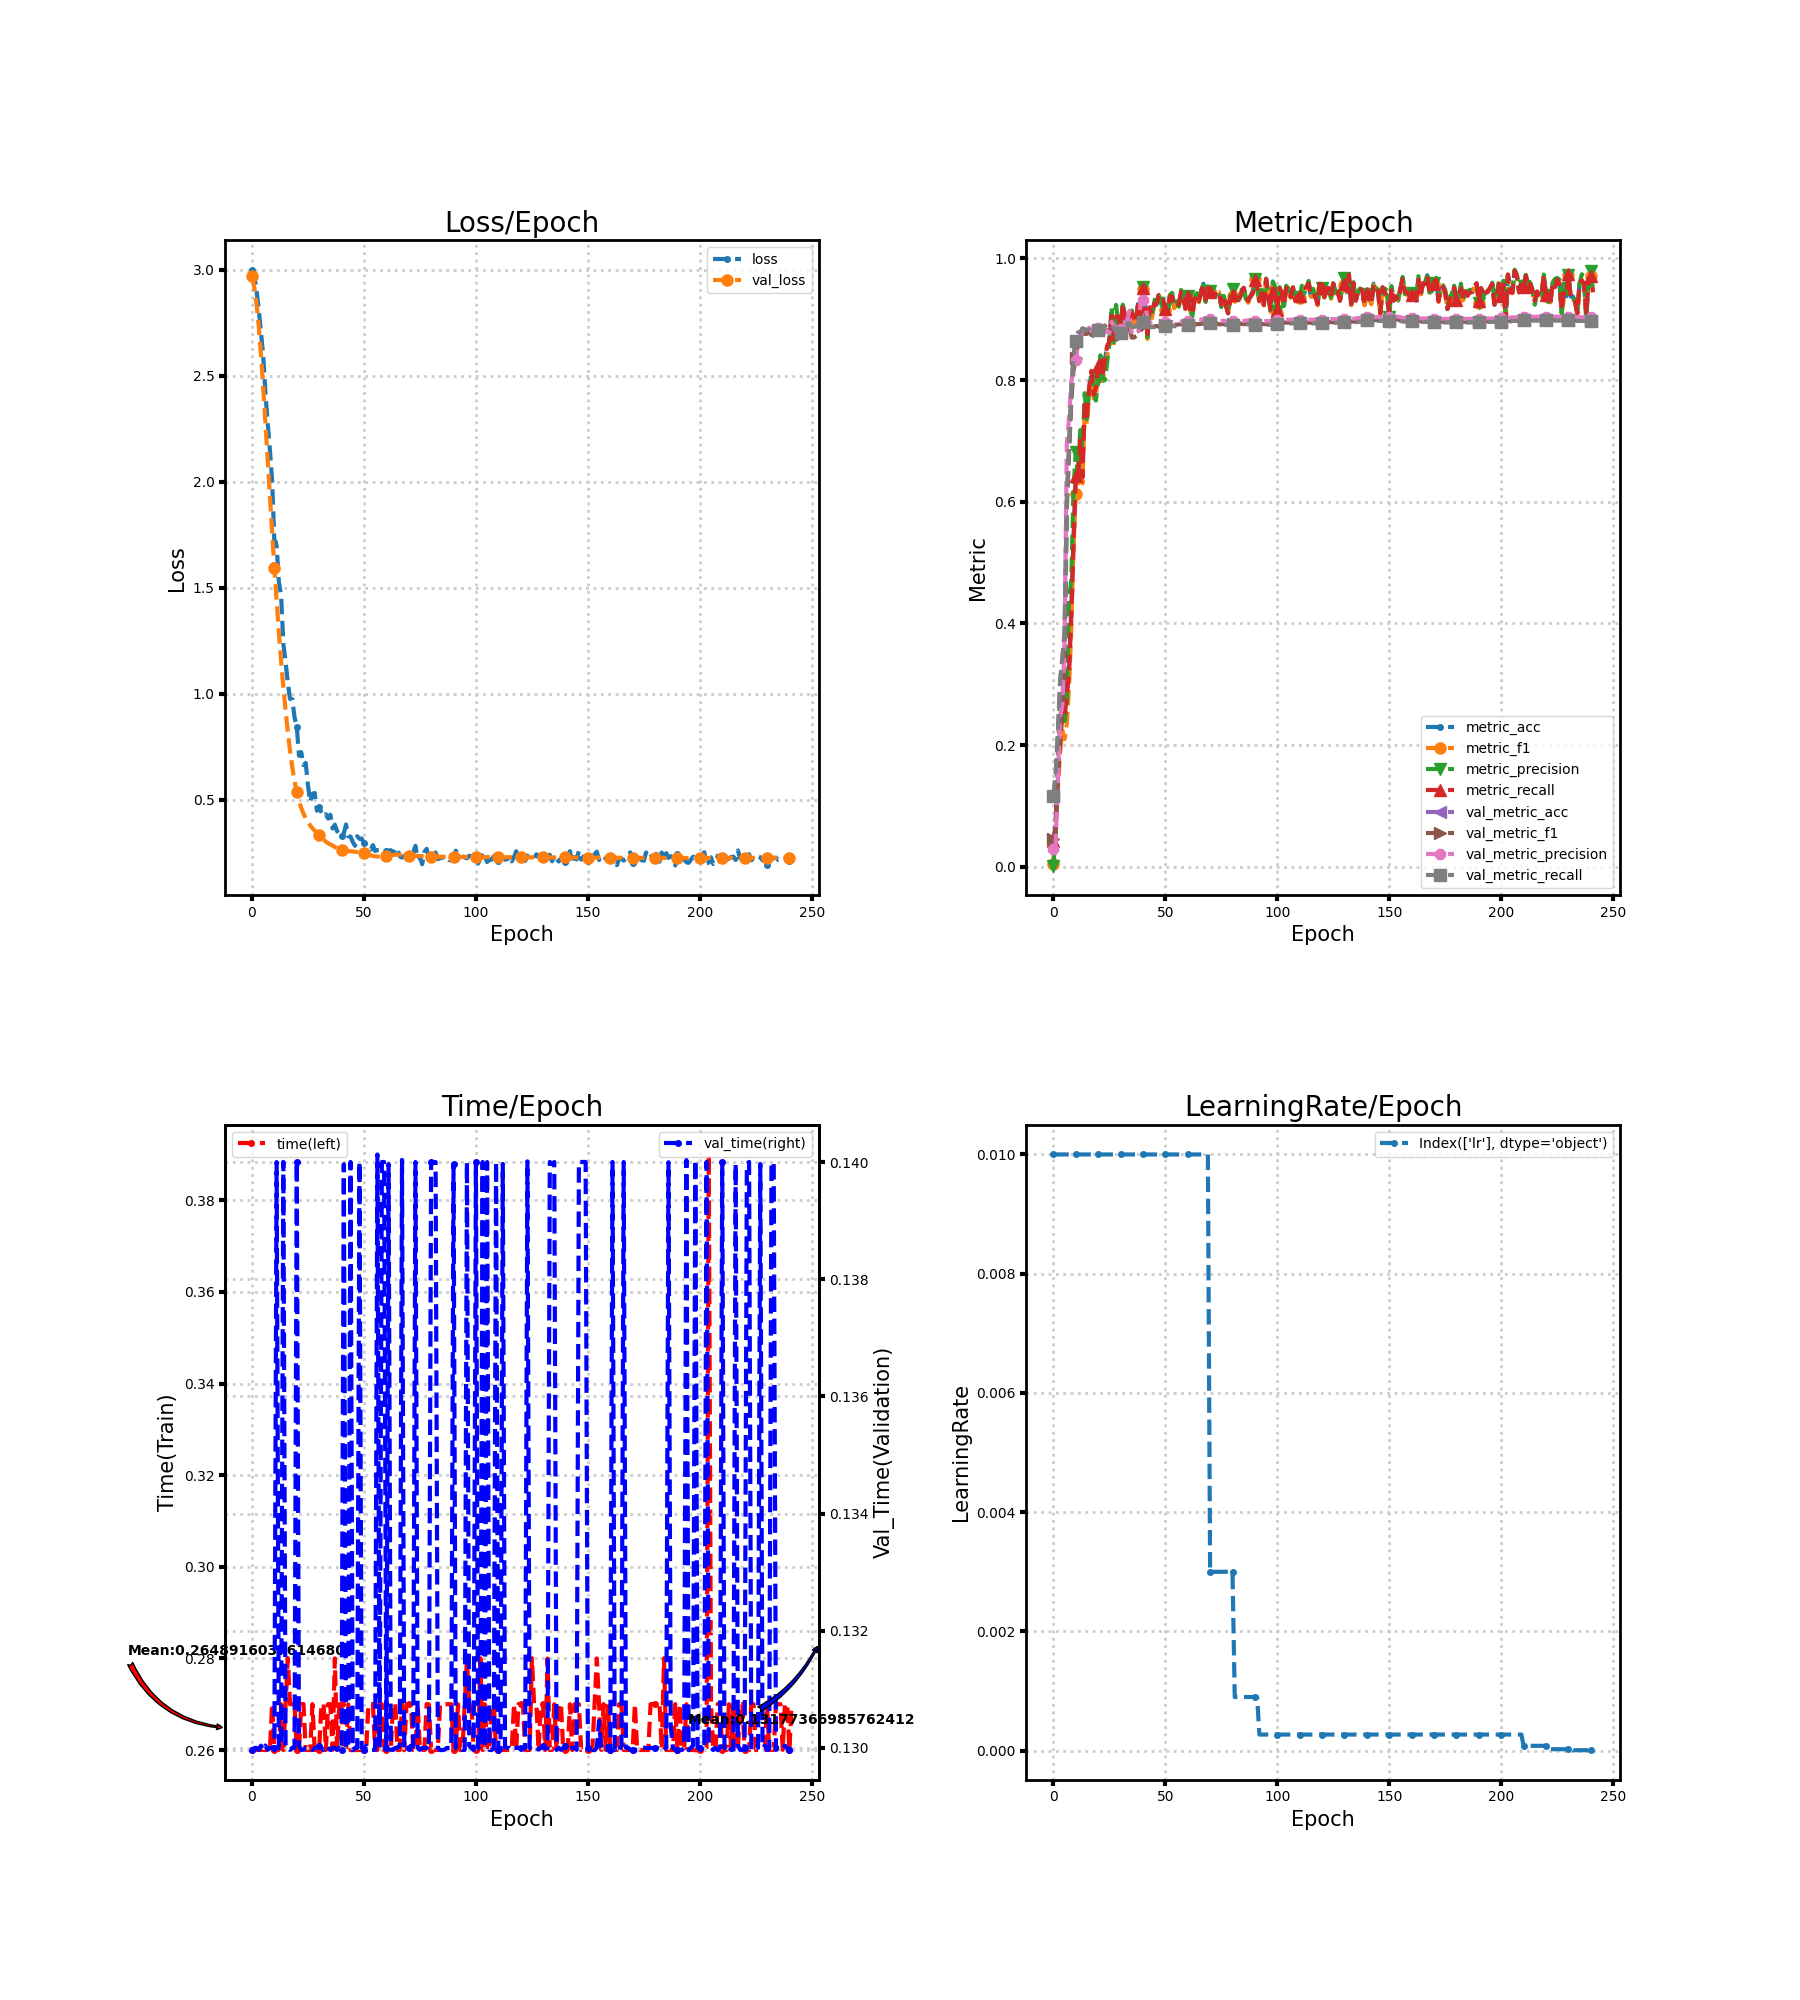 Loss/Epoch
loss
val_loss
3.0
2.5
2.0
1.5
1.0
0.5
Loss
0
50
100
150
200
250
Epoch
Metric/Epoch
1.0
0.8
0.6
0.4
0.2
0.0
Metric
metric_acc
metric_f1
metric_precision
metric_recall
val_metric_acc
val_metric_f1
val_metric_precision
val_metric_recall
0
50
100
150
200
250
Epoch
Time/Epoch
time(left)
val_time(right)
0.38
0.36
0.34
0.32
0.30
0.28
0.26
Time(Train)
0.140
0.138
0.136
0.134
0.132
0.130
Val_Time(Validation)
Mean:0.13177366985762412
0
50
100
150
200
250
Epoch
LearningRate/Epoch
Index(['lr'], dtype='object')
0.010
0.008
0.006
0.004
0.002
0.000
LearningRate
0
50
100
150
200
250
Epoch